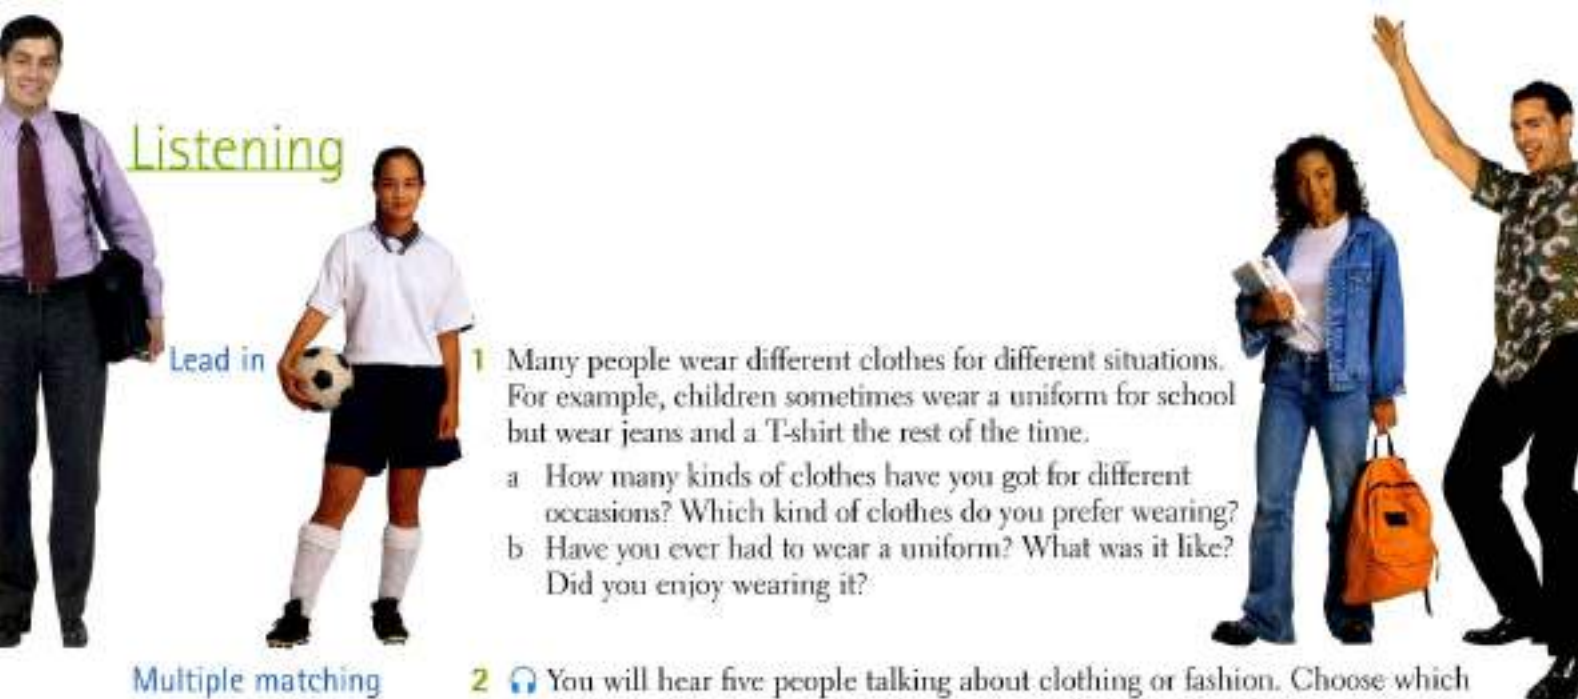 Listening
Lead in
1 Many people wear different clothes for different situations.
For example, children sometimes wear a uniform for school
but wear jeans and a T-shirt the rest of the time.
a How many kinds of clothes have you got for different
occasions? Which kind of clothes do you prefer wearing?
b Have you ever had to wear a uniform? What was it like?
Did you enjoy wearing it?
Multiple matching
2 You will hear five people talking about clothing or fashion. Choose which